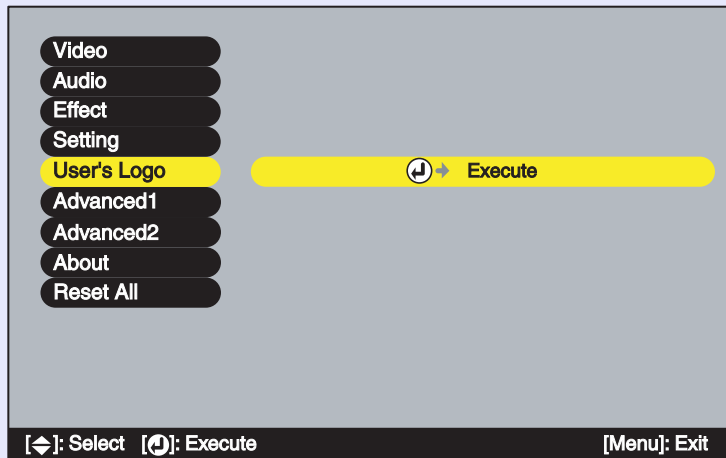 Video
Audio
Effect
Setting
User's Logo
Execute
Advanced1
Advanced2
About
Reset All
[]: Select []: Execute [Menu]: Exit